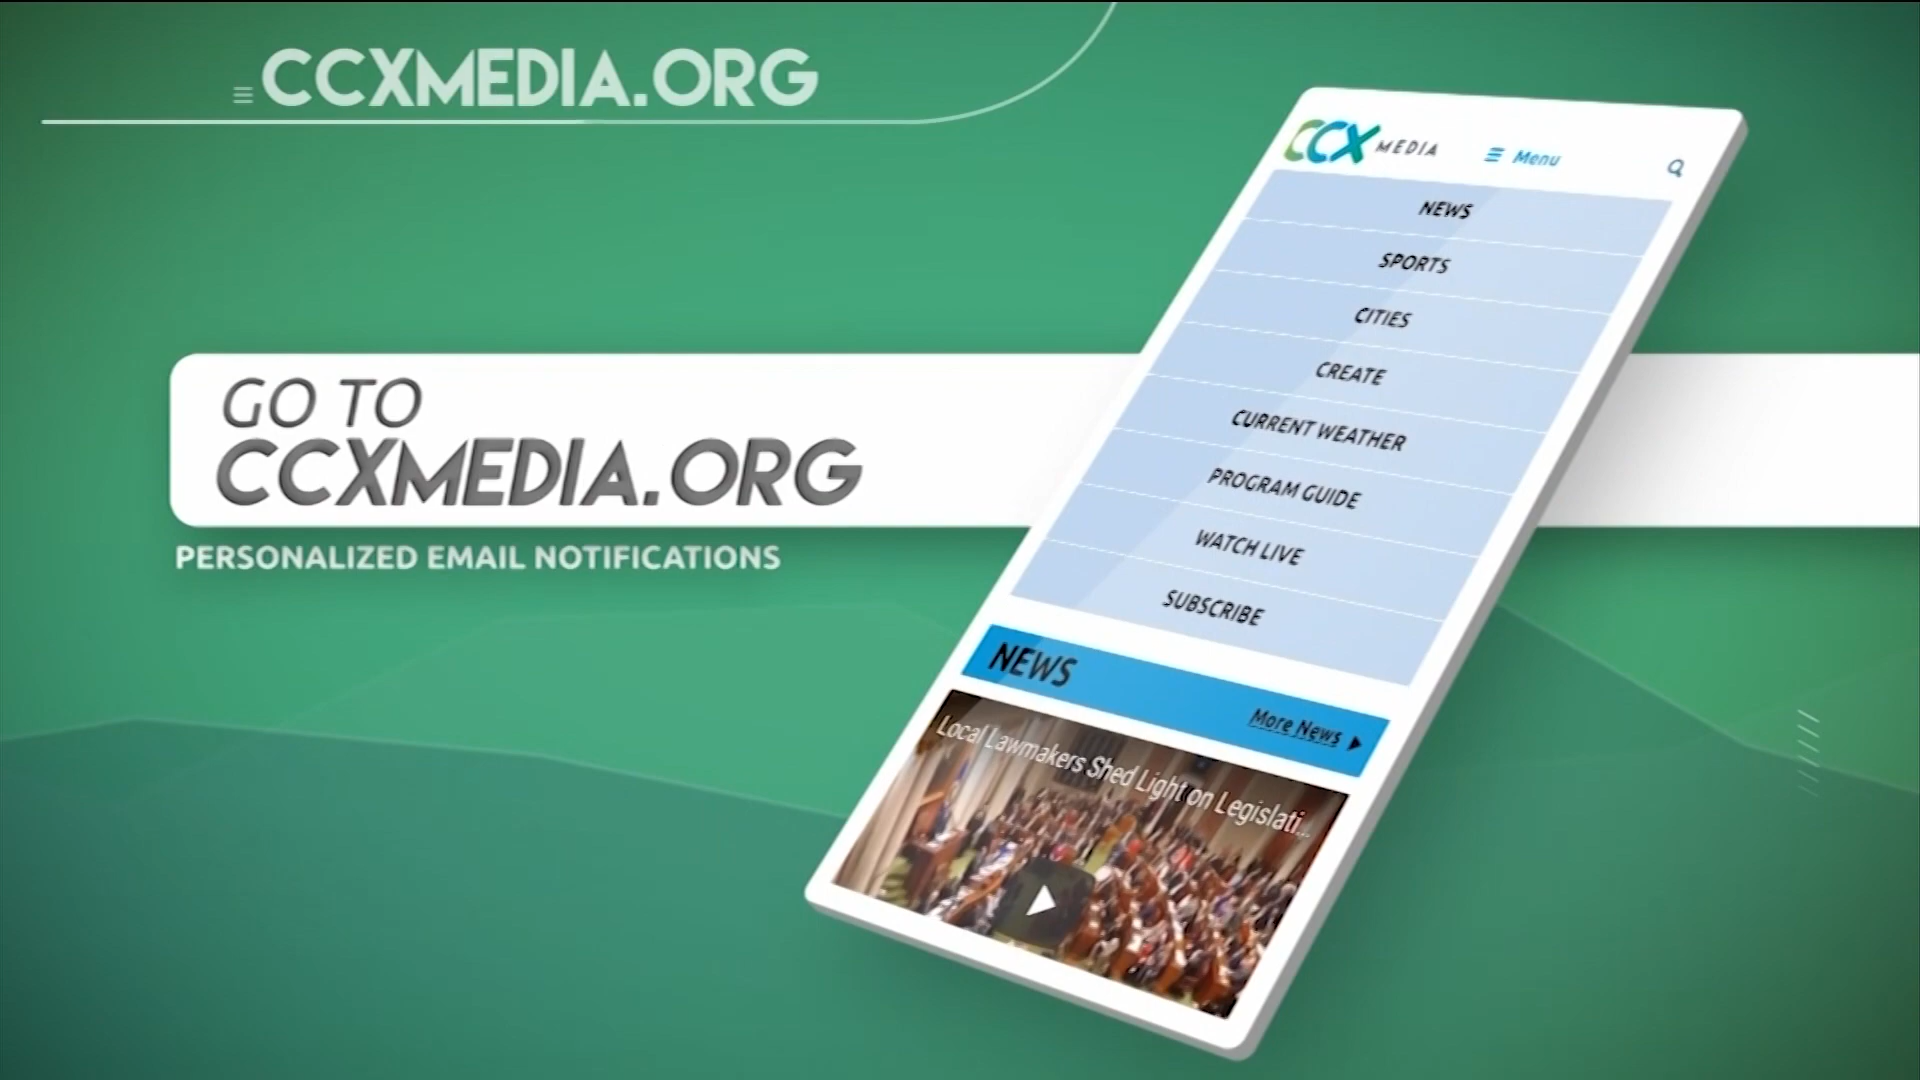 CCXMEDIA.ORG
GO TO
CCXMEDIA.ORG
PERSONALIZED EMAIL NOTIFICATIONS
CCX MEDIA
Menu
NEWS
SPORTS
CITIES
CREATE
CURRENT WEATHER
PROGRAM GUIDE
WATCH LIVE
SUBSCRIBE
NEWS
More News
Local Lawmakers Shed Light on Legislati...